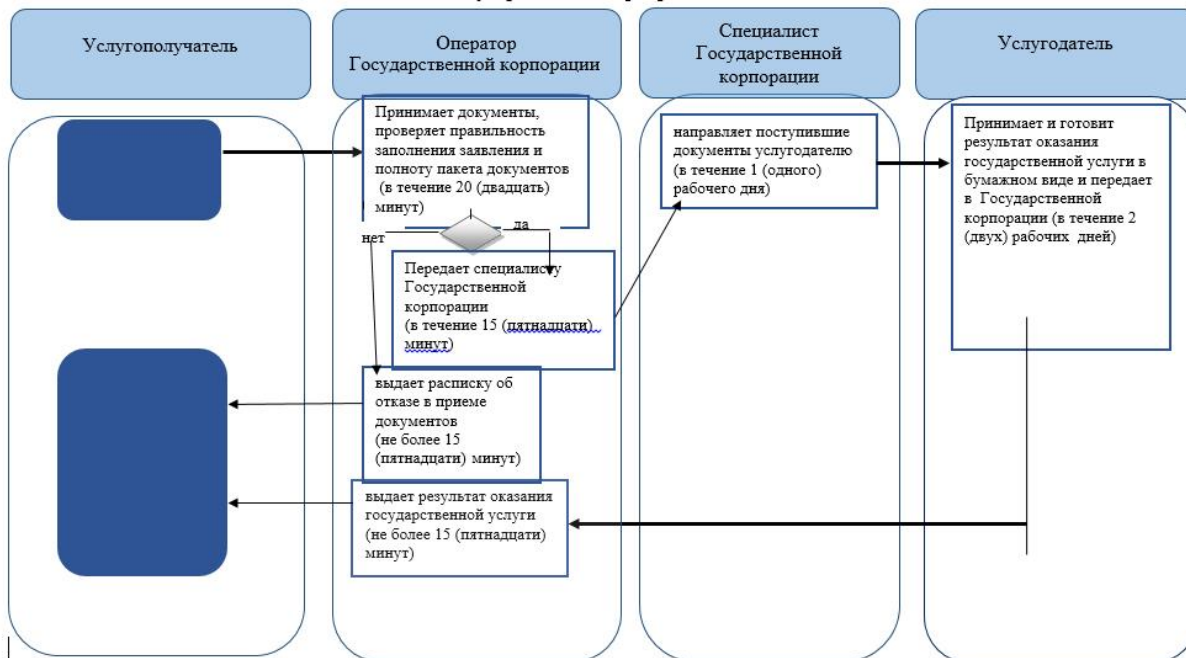 Услугополучатель
Оператор
Государственной корпорации
Специалист
Государственной
корпорации
Услугодатель
Принимает документы,
проверяет правильность
заполнения заявления и
полноту пакета документов
(в течение 20 (двадцать)
минут)
нет
да
Передает специалисту
Государственной
корпорации
(в течение 15 (пятнадцати)
минут)
выдает расписку об
отказе в приеме
документов
(не более 15
(пятнадцати) минут)
выдает результат оказания
государственной услуги
(не более 15 (пятнадцати)
минут)
направляет поступившие
документы услугодателю
(в течение 1 (одного)
рабочего дня)
Принимает и готовит
результат оказания
государственной услуги в
бумажном виде и передает
в Государственной
корпорации (в течение 2
(двух) рабочих дней)